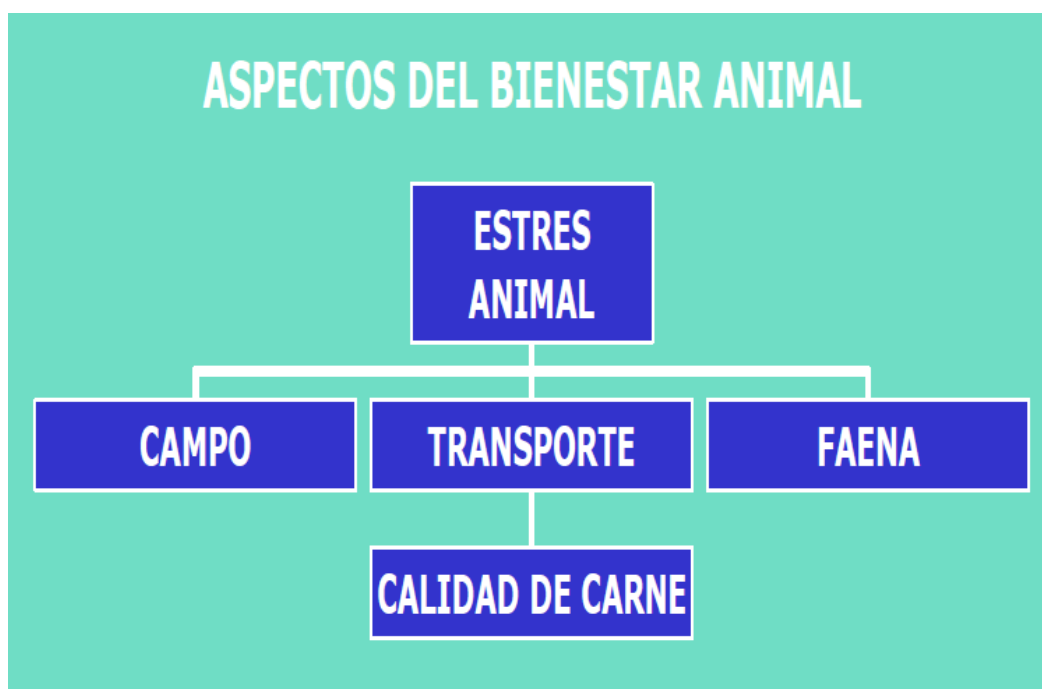 ASPECTOS DEL BIENESTAR ANIMAL
ESTRES
ANIMAL
CAMPO
TRANSPORTE
FAENA
CALIDAD DE CARNE